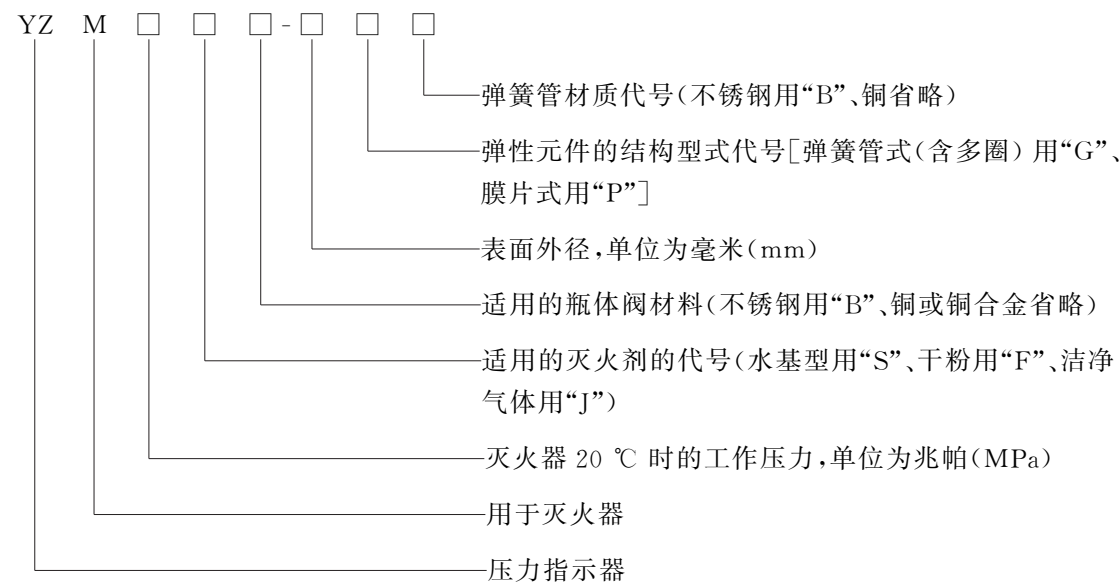 YZ M □ □ □-□ □ □
弹簧管材质代号(不锈钢用“B”、铜省略)
弹性元件的结构型式代号[弹簧管式(含多圈) 用“G”、
膜片式用“P”]
表面外径,单位为毫米(mm)
适用的瓶体阀材料(不锈钢用“B”、铜或铜合金省略)
适用的灭火剂的代号(水基型用“S”、干粉用“F”、洁净
气体用“J”)
灭火器 20 ℃ 时的工作压力,单位为兆帕(MPa)
用于灭火器
压力指示器